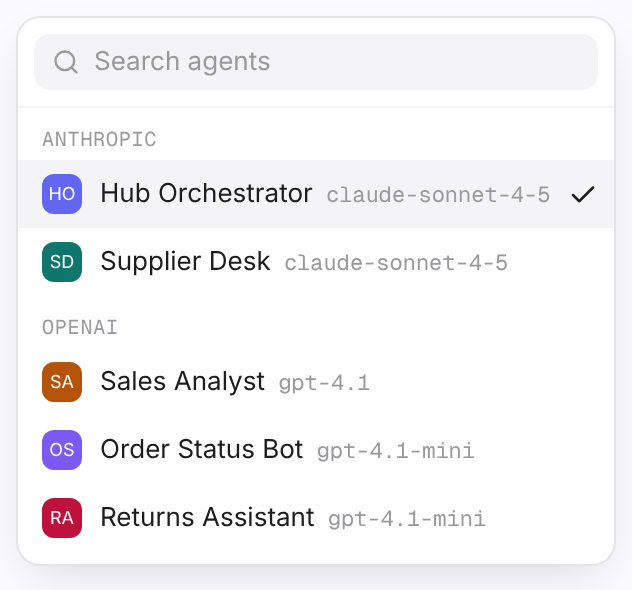 Search agents
ANTHROPIC
HO Hub Orchestrator claude-sonnet-4-5
SD Supplier Desk claude-sonnet-4-5
OPENAI
SA Sales Analyst gpt-4.1
OS Order Status Bot gpt-4.1-mini
RA Returns Assistant gpt-4.1-mini